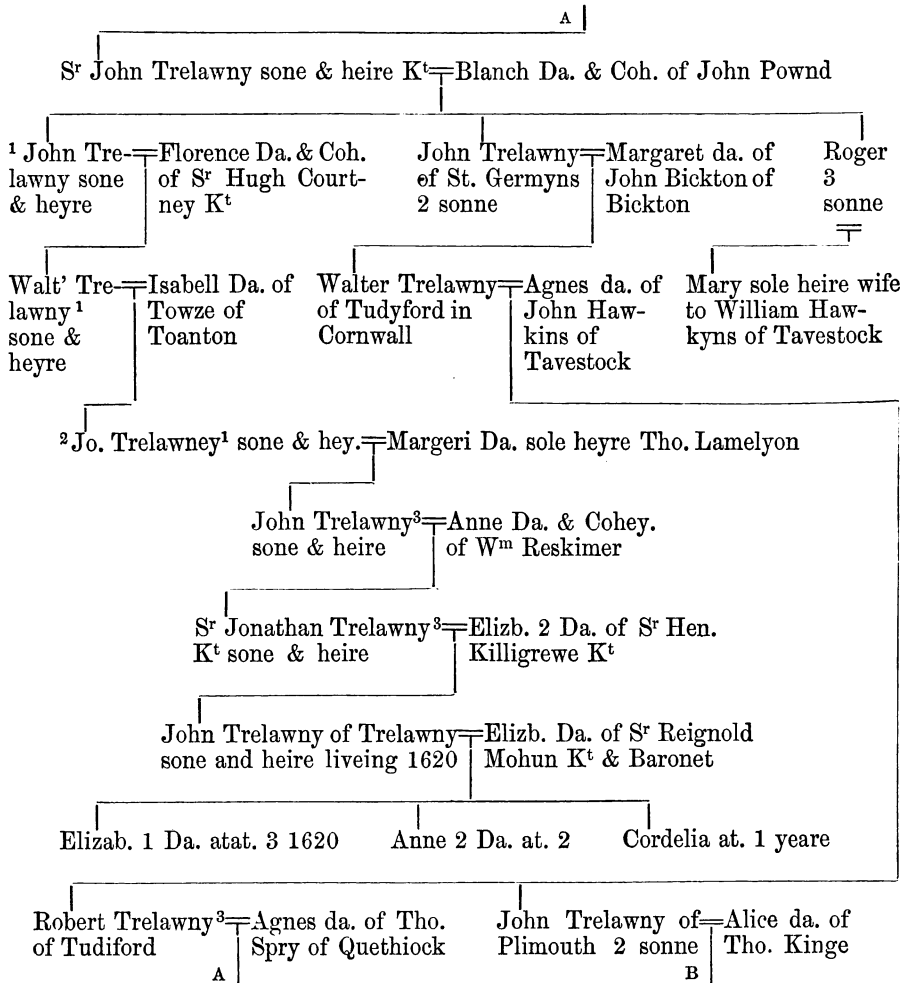 A
Sʳ John Trelawny sone & heire Kᵗ=Blanch Da. & Coh. of John Pownd
¹ John Tre-
lawny sone
& heyre
Florence Da. & Coh.
of Sʳ Hugh Court-
ney Kᵗ
John Trelawny
of St. Germyns
2 sonne
Margaret da. of
John Bickton of
Bickton
Roger
3
sonne
Walt' Tre-
lawny¹
sone &
heyre
Isabell Da. of
Towze of
Toanton
Walter Trelawny
of Tudyford in
Cornwall
Agnes da. of
John Haw-
kins of
Tavestock
Mary sole heire wife
to William Haw-
kyns of Tavestock
²Jo. Trelawney¹ sone & hey.=Margeri Da. sole heyre Tho. Lamelyon
John Trelawny³
sone & heire
Anne Da. & Cohey.
of Wᵐ Reskimer
Sʳ Jonathan Trelawny³
Kᵗ sone & heire
Elizb. 2 Da. of Sʳ Hen.
Killigrewe Kᵗ
John Trelawny of Trelawny
sone and heire liveing 1620
Elizb. Da. of Sʳ Reignold
Mohun Kᵗ & Baronet
Elizab. 1 Da. atat. 3 1620
Anne 2 Da. at. 2
Cordelia at. 1 yeare
Robert Trelawny³
of Tudiford
Agnes da. of Tho.
Spry of Quethiock
John Trelawny of
Plimouth 2 sonne
Alice da. of
Tho. Kinge
A
B